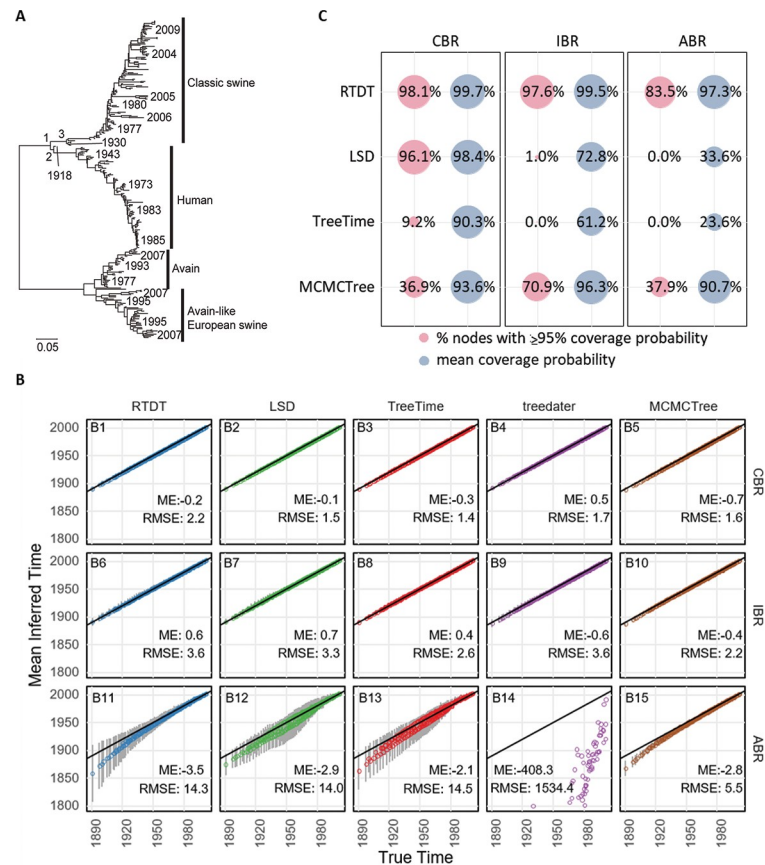 A
2009
2004
Classic swine
2005
1980
2006
1977
1
3
1930
2
1943
1918
1973
Human
1983
1985
2007
1993
Avain
1977
2007
1995
Avain-like
European swine
1995
2007
0.05
C
CBR IBR ABR
RTDT 98.1% 99.7% 97.6% 99.5% 83.5% 97.3%
LSD 96.1% 98.4% 1.0% 72.8% 0.0% 33.6%
TreeTime 9.2% 90.3% 0.0% 61.2% 0.0% 23.6%
MCMCTree 36.9% 93.6% 70.9% 96.3% 37.9% 90.7%
% nodes with ≥95% coverage probability
mean coverage probability
B
RTDT LSD TreeTime treedater MCMCTree
2000 B1 B2 B3 B4 B5
1950
1900
ME:-0.2 ME:-0.1 ME:-0.3 ME: 0.5 ME:-0.7
RMSE: 2.2 RMSE: 1.5 RMSE: 1.4 RMSE: 1.7 RMSE: 1.6
1850
1800
CBR
2000 B6 B7 B8 B9 B10
1950
1900
ME: 0.6 ME: 0.7 ME: 0.4 ME:-0.6 ME:-0.4
RMSE: 3.6 RMSE: 3.3 RMSE: 2.6 RMSE: 3.6 RMSE: 2.2
1850
1800
IBR
2000 B11 B12 B13 B14 B15
1950
1900
ME:-3.5 ME:-2.9 ME:-2.1 ME:-408.3 ME:-2.8
RMSE: 14.3 RMSE: 14.0 RMSE: 14.5 RMSE: 1534.4 RMSE: 5.5
1850
1800
ABR
Mean Inferred Time
1890 1920 1950 1980 1890 1920 1950 1980 1890 1920 1950 1980 1890 1920 1950 1980 1890 1920 1950 1980
True Time